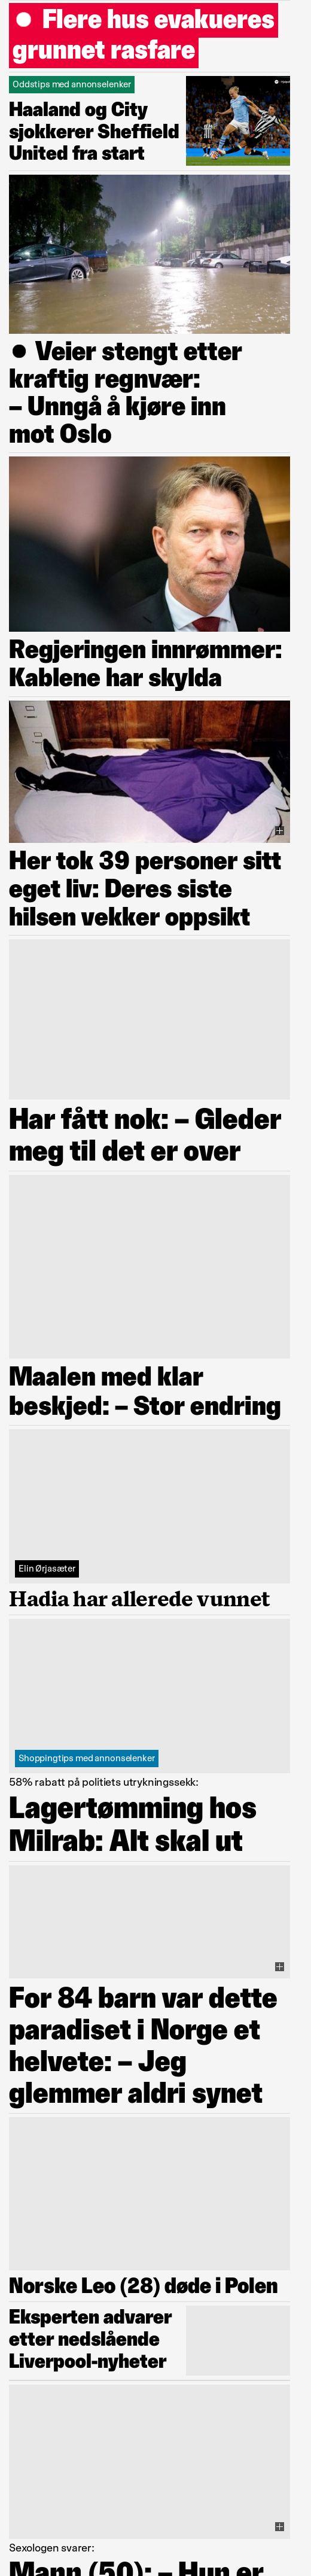 ● Flere hus evakueres
grunnet rasfare
Oddstips med annonselenker
Haaland og City
sjokkerer Sheffield
United fra start
● Veier stengt etter
kraftig regnvær:
– Unngå å kjøre inn
mot Oslo
Regjeringen innrømmer:
Kablene har skylda
Her tok 39 personer sitt
eget liv: Deres siste
hilsen vekker oppsikt
Har fått nok: – Gleder
meg til det er over
Maalen med klar
beskjed: – Stor endring
Elin Ørjasæter
Hadia har allerede vunnet
Shoppingtips med annonselenker
58% rabatt på politiets utrykningssekk:
Lagertømming hos
Milrab: Alt skal ut
For 84 barn var dette
paradiset i Norge et
helvete: – Jeg
glemmer aldri synet
Norske Leo (28) døde i Polen
Eksperten advarer
etter nedslående
Liverpool-nyheter
Sexologen svarer:
Mann (50): – Hun er